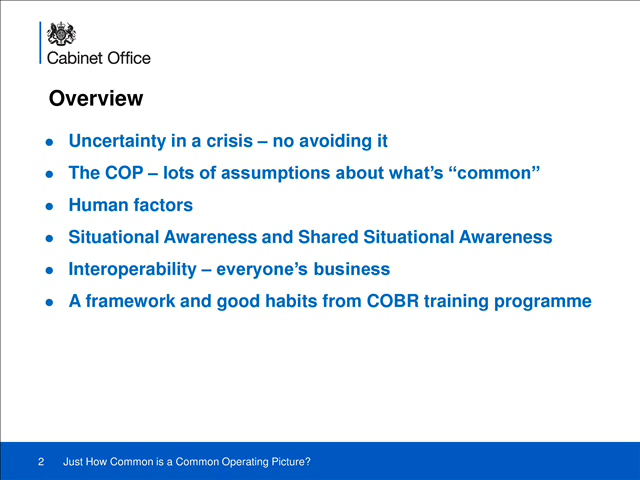 Cabinet Office
Overview
● Uncertainty in a crisis – no avoiding it
● The COP – lots of assumptions about what’s “common”
● Human factors
● Situational Awareness and Shared Situational Awareness
● Interoperability – everyone’s business
● A framework and good habits from COBR training programme
2 Just How Common is a Common Operating Picture?